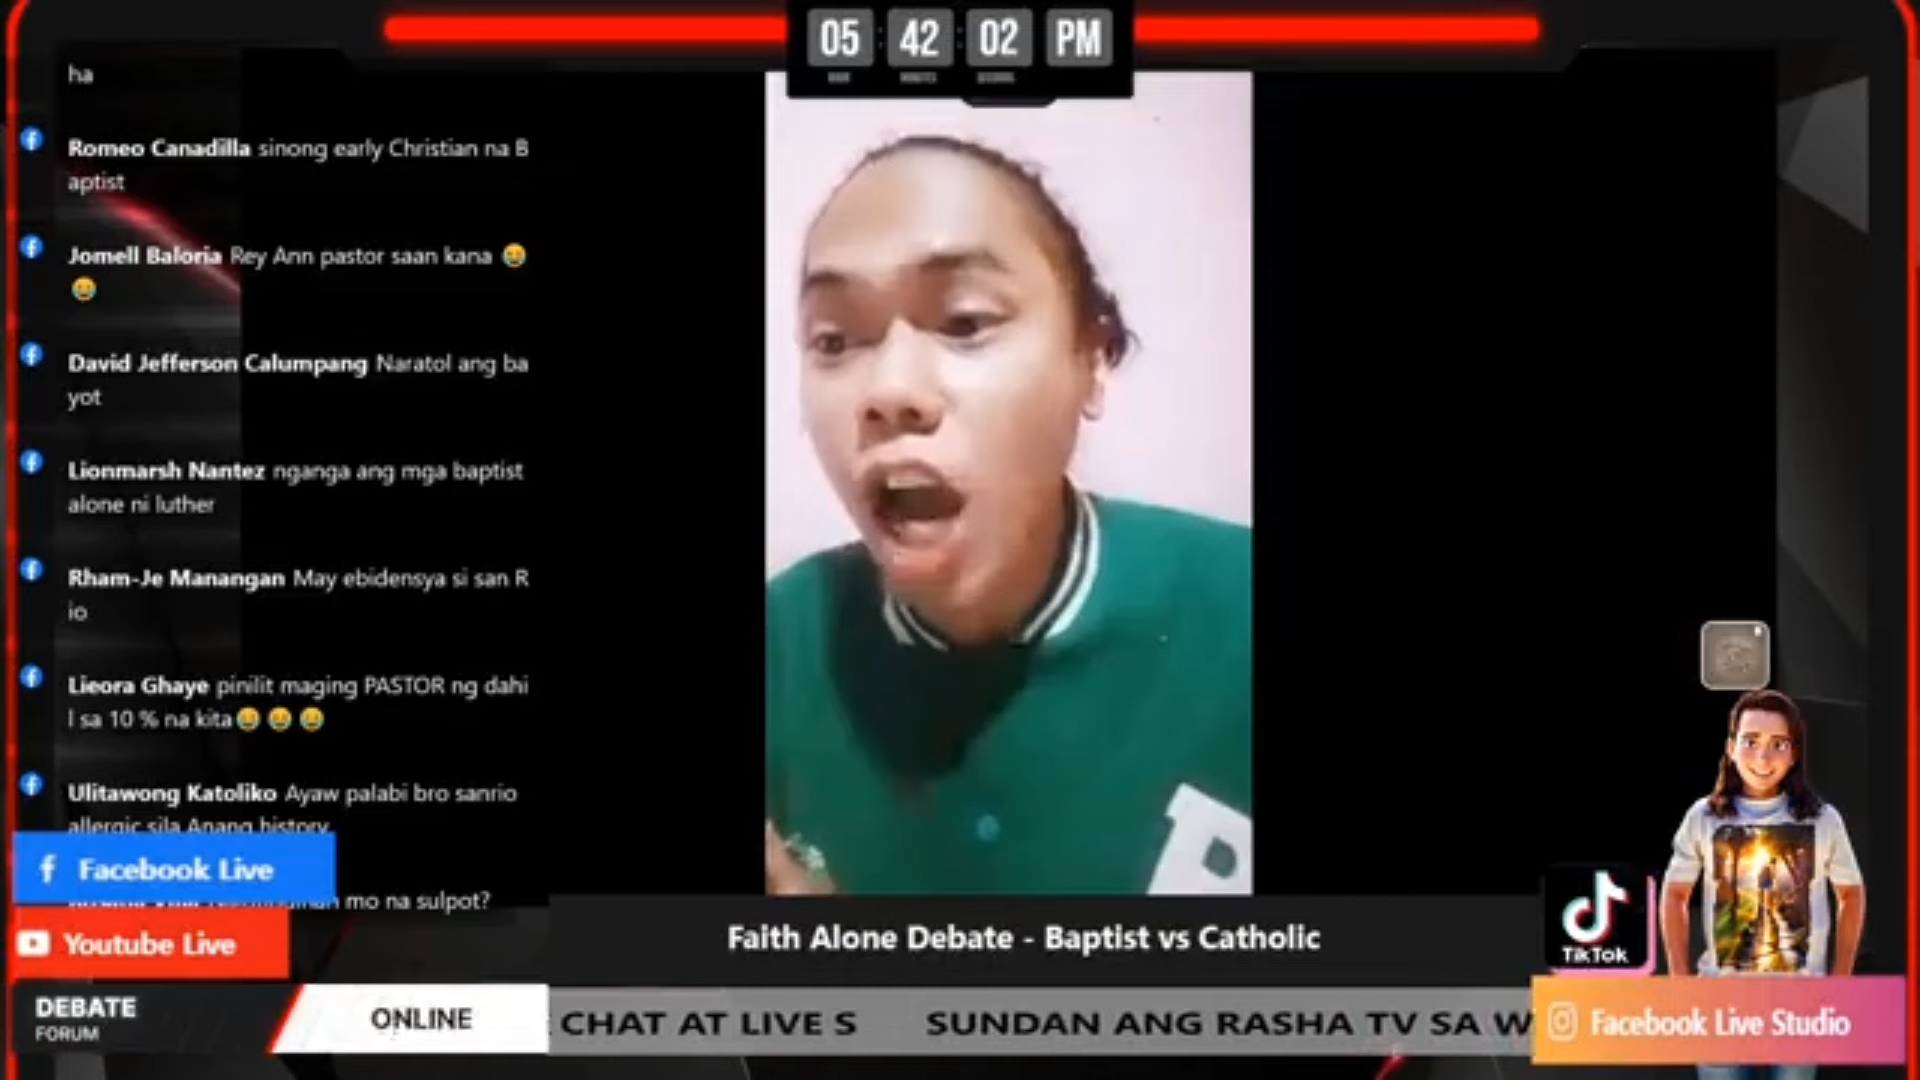 05 : 42 : 02 PM
ha
Romeo Canadilla sinong early Christian na B
aptist
Jomell Baloria Rey Ann pastor saan kana 😂
😂
David Jefferson Calumpang Naratol ang ba
yot
Lionmarsh Nantez nganga ang mga baptist
alone ni luther
Rham-Je Manangan May ebidensya si san R
io
Lieora Ghaye pinilit maging PASTOR ng dahi
l sa 10 % na kita😂 😂 😂
Ulitawong Katoliko Ayaw palabi bro sanrio
allergic sila Anang history
mo na sulpot?
Facebook Live
Youtube Live
Faith Alone Debate - Baptist vs Catholic
TikTok
DEBATE
FORUM
ONLINE
CHAT AT LIVE S SUNDAN ANG RASHA TV SA W
Facebook Live Studio